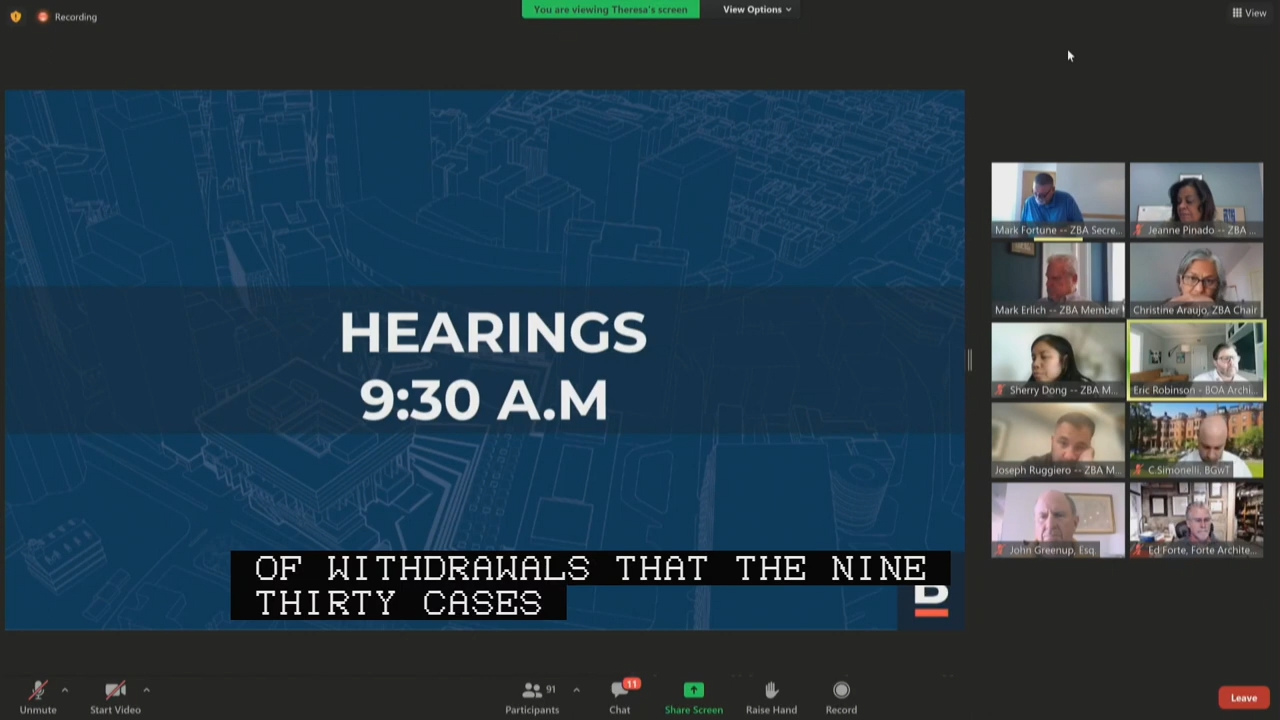 Recording
You are viewing Theresa's screen
View Options
View
HEARINGS
9:30 A.M
OF WITHDRAWALS THAT THE NINE
THIRTY CASES
B
Mark Fortune -- ZBA Secre...
Jeanne Pinado -- ZBA ...
Mark Erlich -- ZBA Member
Christine Araujo, ZBA Chair
Sherry Dong -- ZBA M...
Eric Robinson - BOA Archi...
Joseph Ruggiero -- ZBA M...
C.Simonelli, BGwT
John Greenup, Esq.
Ed Forte, Forte Archite...
Unmute
Start Video
91
Participants
11
Chat
Share Screen
Raise Hand
Record
Leave